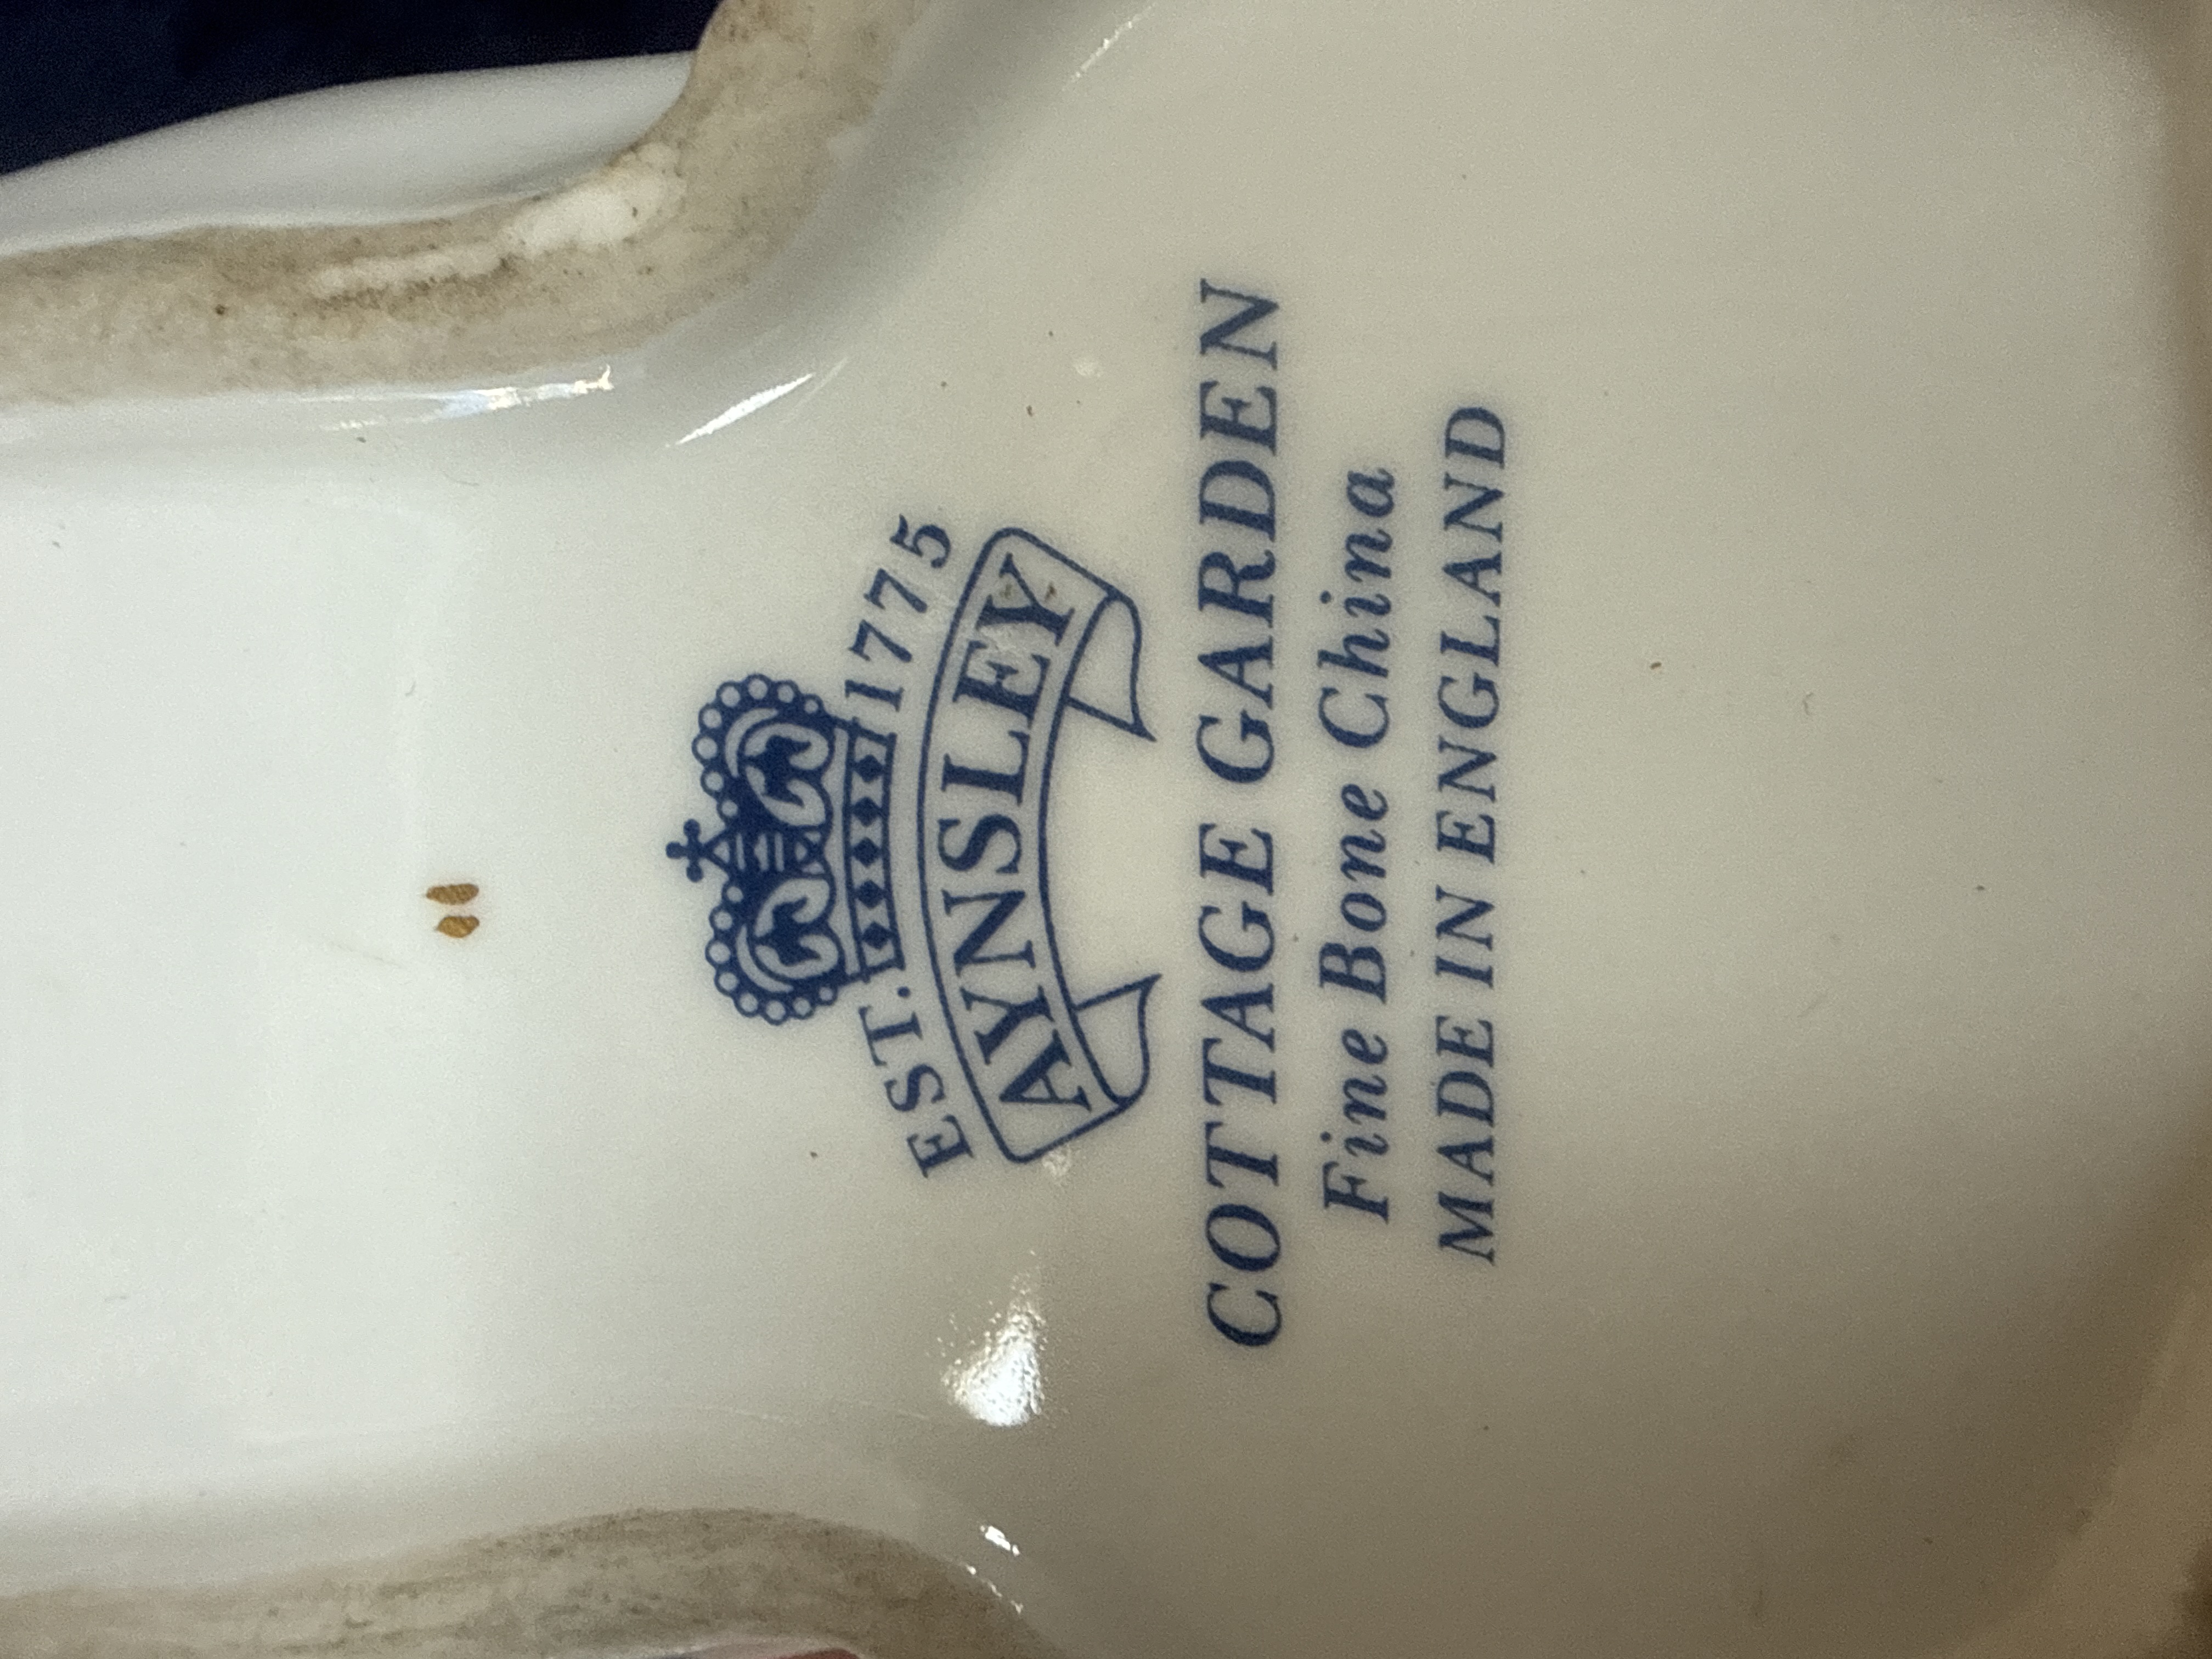 EST. 1775
AYNSLEY
COTTAGE GARDEN
Fine Bone China
MADE IN ENGLAND